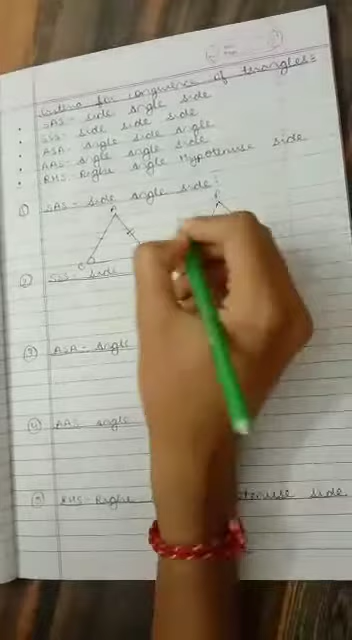 Criteria for congruence of triangles:
SAS - Side Angle Side
SSS - Side Side Side
ASA - Angle Side Angle
AAS - Angle Angle Side
RHS - Right Angle Hypotenuse Side
① SAS - Side Angle Side:
A
P
② SSS - Side
③ ASA - Angle
④ AAS - Angle
⑤ RHS - Right otenuse Side